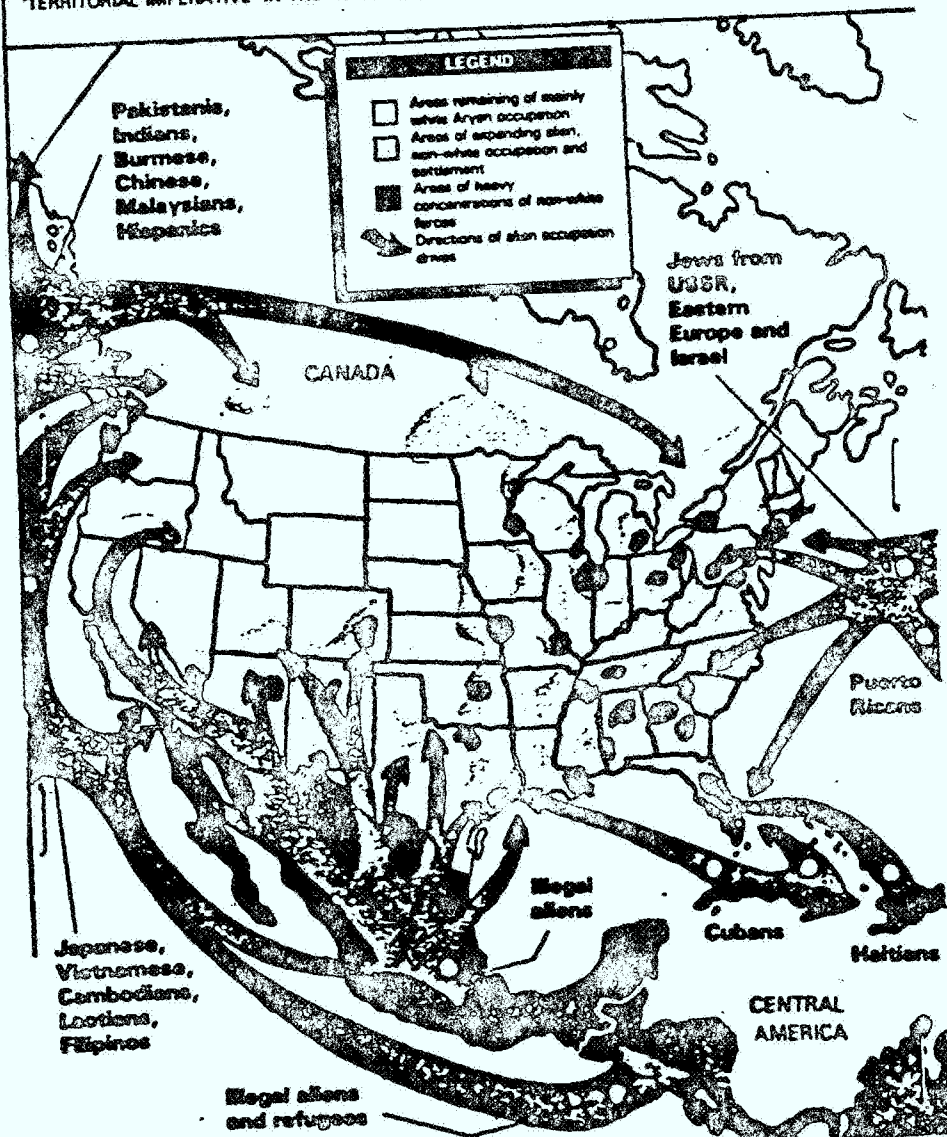 "TERRITORIAL IMPERATIVE" IN THE
LEGEND
Areas remaining of mainly
white Aryan occupation
Areas of expanding alien,
non-white occupation and
settlement
Areas of heavy
concentrations of non-white
forces
Directions of alien occupation
drives
Pakistanis,
Indians,
Burmese,
Chinese,
Malaysians,
Hispanics
Jews from
USSR,
Eastern
Europe and
Israel
CANADA
Puerto
Ricans
Illegal
aliens
Cubans
Haitians
Japanese,
Vietnamese,
Cambodians,
Laotians,
Filipinos
CENTRAL
AMERICA
Illegal aliens
and refugees